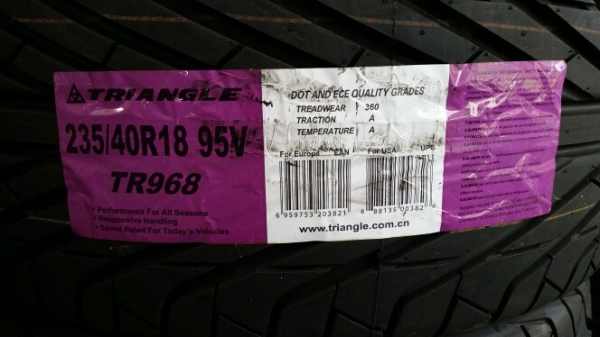 TRIANGLE
235/40R18 95V
TR968
• Performance For All Seasons
• Responsive Handling
• Speed Rated For Today's Vehicles
DOT AND ECE QUALITY GRADES
TREADWEAR 360
TRACTION A
TEMPERATURE A
For Europe EAN For USA UPC
6 959753 203821 8 88135 00382
www.triangle.com.cn